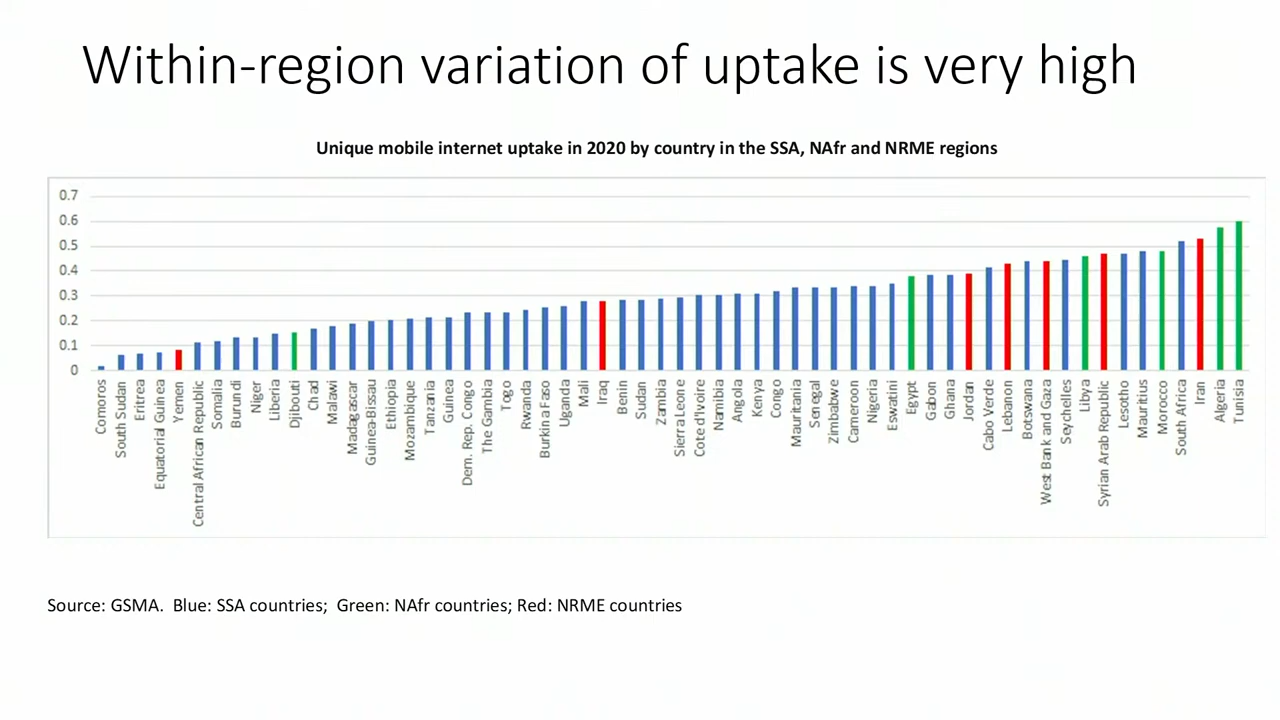 Within-region variation of uptake is very high
Unique mobile internet uptake in 2020 by country in the SSA, NAfr and NRME regions
0.7
0.6
0.5
0.4
0.3
0.2
0.1
0
Comoros
South Sudan
Eritrea
Equatorial Guinea
Yemen
Central African Republic
Somalia
Burundi
Niger
Liberia
Djibouti
Chad
Malawi
Madagascar
Guinea-Bissau
Ethiopia
Mozambique
Tanzania
Guinea
Dem. Rep. Congo
The Gambia
Togo
Rwanda
Burkina Faso
Uganda
Mali
Iraq
Benin
Sudan
Zambia
Sierra Leone
Cote d'Ivoire
Namibia
Angola
Kenya
Congo
Mauritania
Senegal
Zimbabwe
Cameroon
Nigeria
Eswatini
Egypt
Gabon
Ghana
Jordan
Cabo Verde
Lebanon
Botswana
West Bank and Gaza
Seychelles
Libya
Syrian Arab Republic
Lesotho
Mauritius
Morocco
South Africa
Iran
Algeria
Tunisia
Source: GSMA.  Blue: SSA countries;  Green: NAfr countries; Red: NRME countries